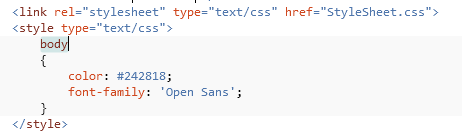 <link rel="stylesheet" type="text/css" href="StyleSheet.css">
<style type="text/css">
    body
    {
        color: #242818;
        font-family: 'Open Sans';
    }
</style>